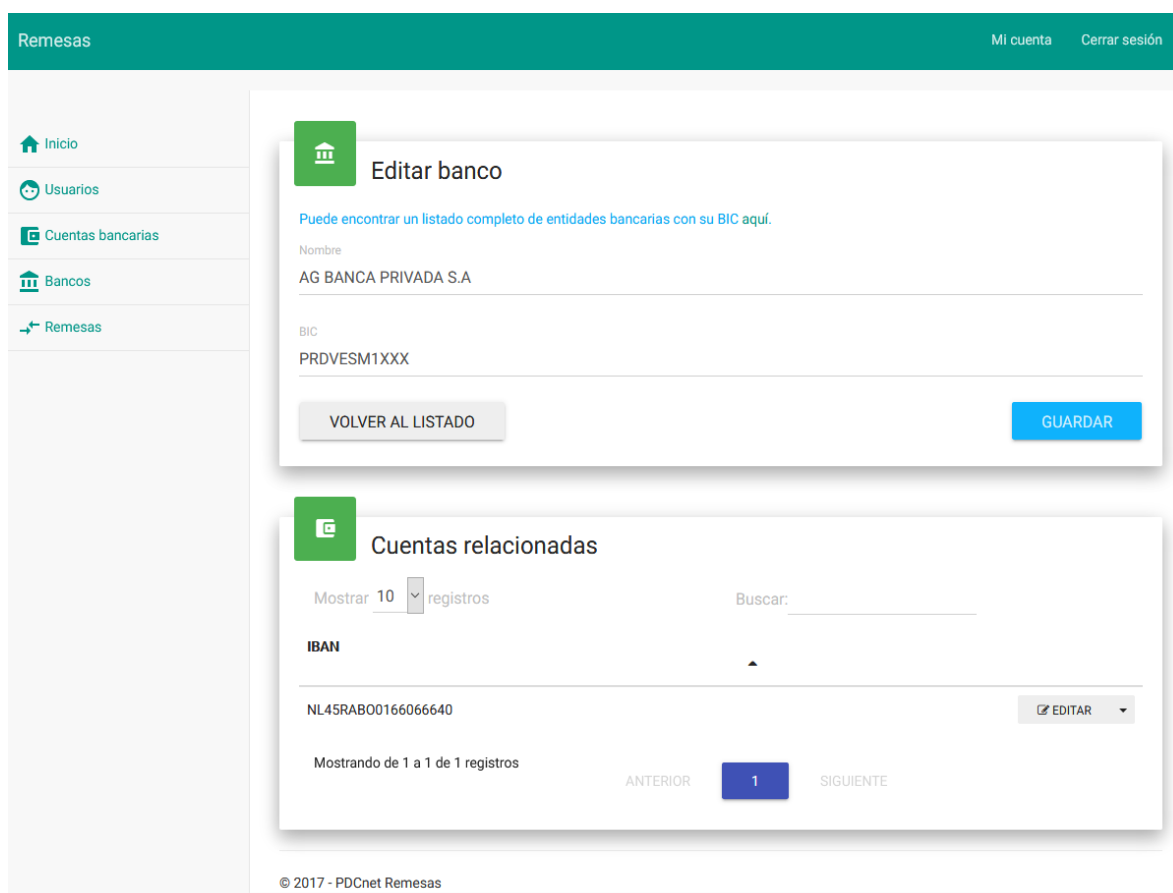 Remesas
Mi cuenta
Cerrar sesión
Inicio
Usuarios
Cuentas bancarias
Bancos
Remesas
Editar banco
Puede encontrar un listado completo de entidades bancarias con su BIC aquí.
Nombre
AG BANCA PRIVADA S.A
BIC
PRDVESM1XXX
VOLVER AL LISTADO
GUARDAR
Cuentas relacionadas
Mostrar 10 registros
Buscar:
IBAN
NL45RABO0166066640
EDITAR
Mostrando de 1 a 1 de 1 registros
ANTERIOR
1
SIGUIENTE
© 2017 - PDCnet Remesas